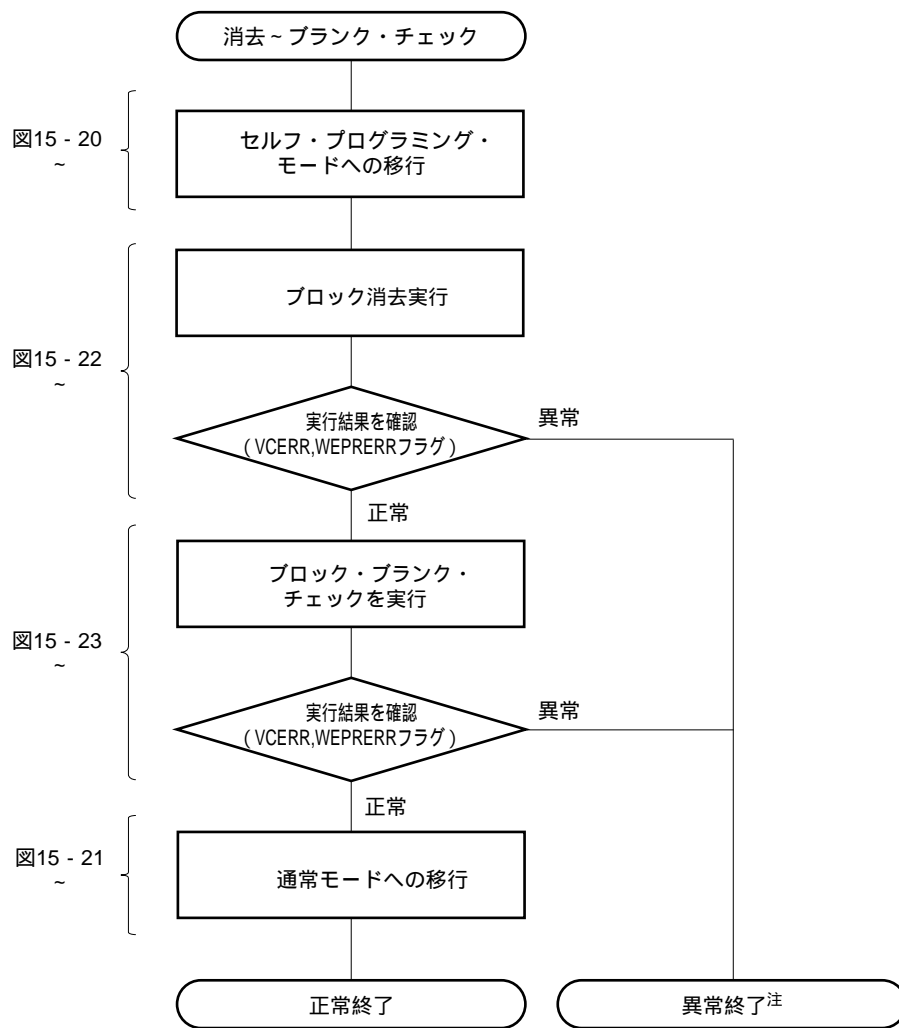 消去～ブランク・チェック
図15 - 20
～
セルフ・プログラミング・
モードへの移行
ブロック消去実行
図15 - 22
～
実行結果を確認
（VCERR,WEPRERRフラグ）
異常
正常
ブロック・ブランク・
チェックを実行
図15 - 23
～
実行結果を確認
（VCERR,WEPRERRフラグ）
異常
正常
図15 - 21
～
通常モードへの移行
正常終了
異常終了注